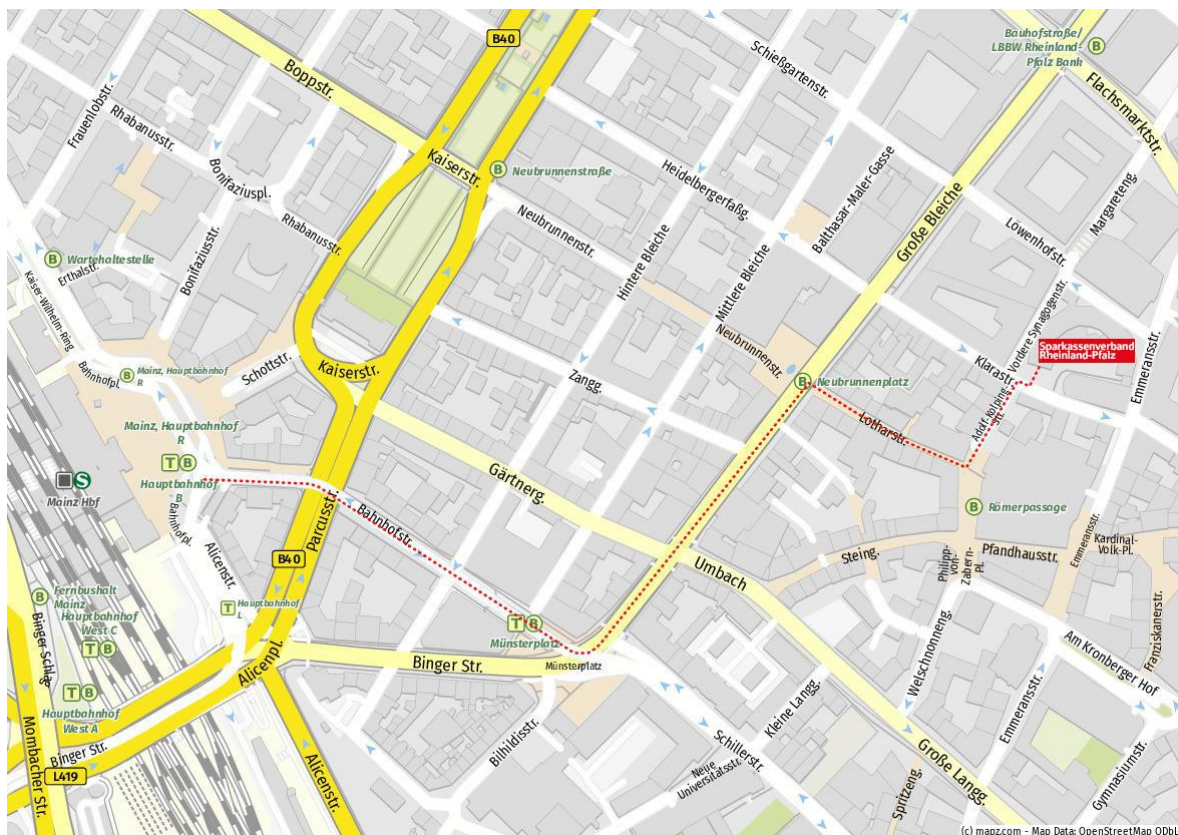 B40
Schießgartenstr.
Bauhofstraße/
LBBW Rheinland-
Pfalz Bank
B
Flachsmarktstr.
Boppstr.
Frauenlobstr.
Rhabanusstr.
Bonifaziuspl.
Kaiserstr.
B
Neubrunnenstraße
Heidelbergerfaßg.
Balthasar-Maler-Gasse
Große Bleiche
Margareteng.
Löwenhofstr.
Rhabanusstr.
Neubrunnenstr.
Hintere Bleiche
Mittlere Bleiche
B
Wartehaltestelle
Erthalstr.
Bonifaziusstr.
Kaiser-Wilhelm-Ring
Bahnhofpl.
B
Mainz, Hauptbahnhof
R
Schottstr.
Kaiserstr.
Zangg.
Neubrunnenstr.
B
Neubrunnenplatz
Klarastr.
Vordere Synagogenstr.
Sparkassenverband
Rheinland-Pfalz
Emmeransstr.
Adolf-Kolping-
Str.
Lotharstr.
Mainz, Hauptbahnhof
R
T B
Hauptbahnhof
B
S
Mainz Hbf
Bahnhofpl.
Gärtnerg.
Parcusstr.
Bahnhofstr.
B
Römerpassage
Alicenstr.
B40
Steing.
Philipp-
von-
Zabern-
Pl.
Pfandhausstr.
Emmeransstr.
Kardinal-
Volk-Pl.
Umbach
B
Fernbushalt
Mainz
Hauptbahnhof
West C
T B
T
Hauptbahnhof
L
T B
Münsterplatz
Binger Schlag
Alicenpl.
Binger Str.
Münsterplatz
Welschnonneng.
Am Kronberger Hof
Franziskanerstr.
T B
Hauptbahnhof
West A
Kleine Langg.
Emmeransstr.
Bilhildisstr.
Schillerstr.
Große Langg.
Mombacher Str.
Binger Str.
L419
Alicenstr.
Neue
Universitätsstr.
Spritzeng.
Gymnasiumstr.
(c) mapz.com - Map Data: OpenStreetMap ODbL